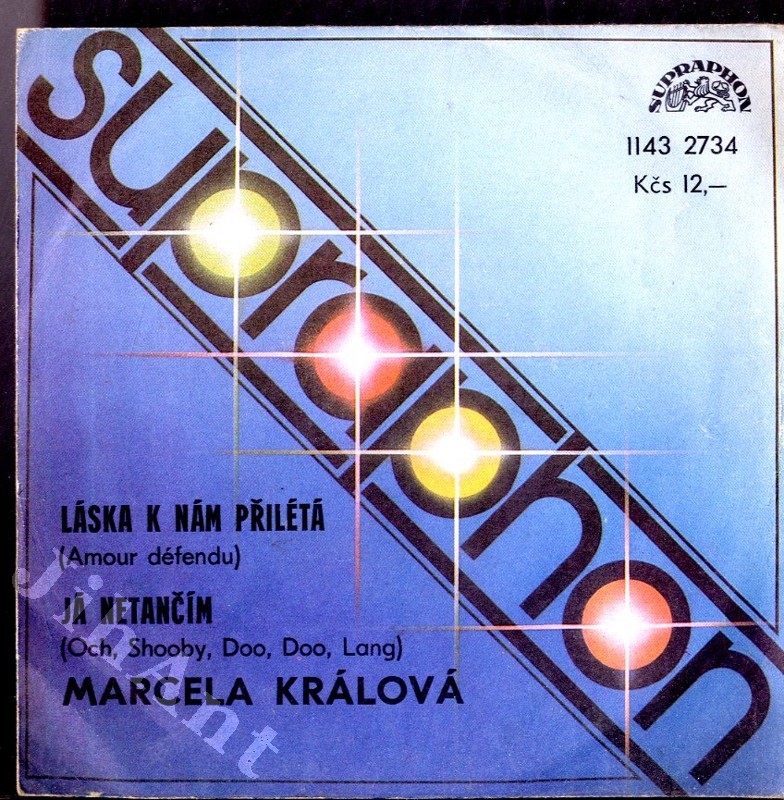 SUPRAPHON
1143 2734
Kčs 12,—
supraphon
LÁSKA K NÁM PŘILÉTÁ
(Amour défendu)
JÁ NETANČÍM
(Och, Shooby, Doo, Doo, Lang)
MARCELA KRÁLOVÁ
JinAnt